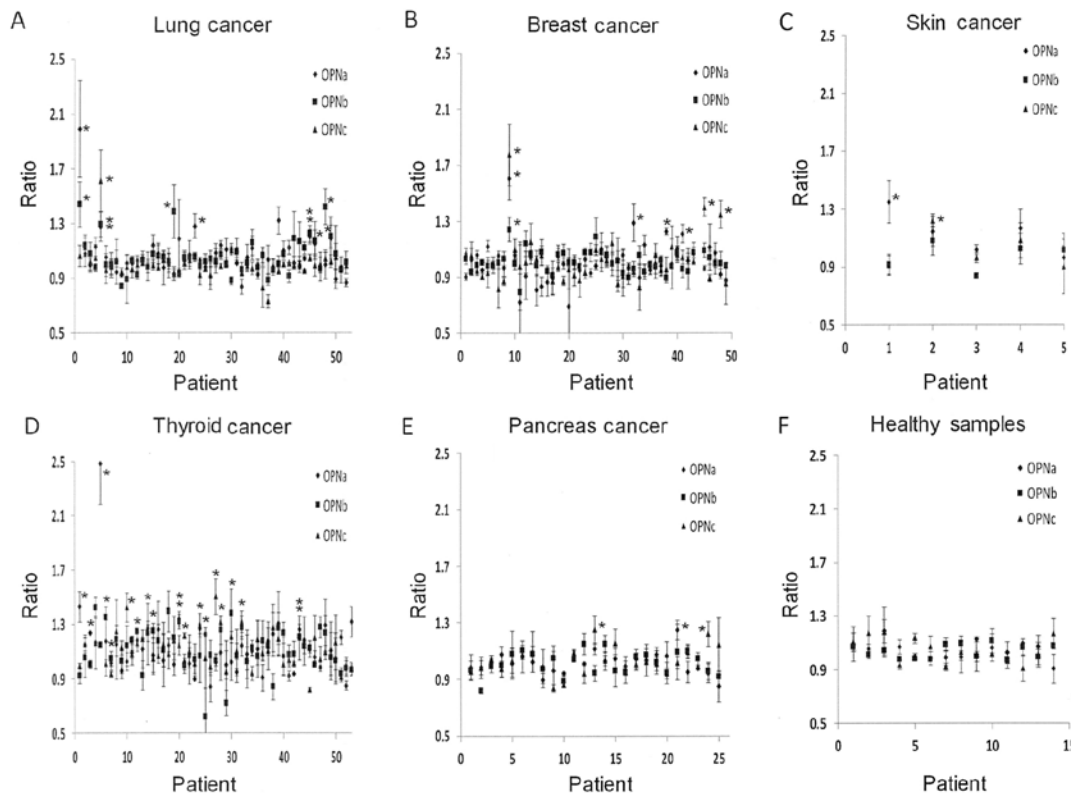 A
Lung cancer
2.5
2.1
1.7
1.3
0.9
0.5
Ratio
OPNa
OPNb
OPNc
0 10 20 30 40 50
Patient
B
Breast cancer
2.5
2.1
1.7
1.3
0.9
0.5
Ratio
OPNa
OPNb
OPNc
0 10 20 30 40 50
Patient
C
Skin cancer
2.5
2.1
1.7
1.3
0.9
0.5
Ratio
OPNa
OPNb
OPNc
0 1 2 3 4 5
Patient
D
Thyroid cancer
2.5
2.1
1.7
1.3
0.9
0.5
Ratio
OPNa
OPNb
OPNc
0 10 20 30 40 50
Patient
E
Pancreas cancer
2.5
2.1
1.7
1.3
0.9
0.5
Ratio
OPNa
OPNb
OPNc
0 5 10 15 20 25
Patient
F
Healthy samples
2.5
2.1
1.7
1.3
0.9
0.5
Ratio
OPNa
OPNb
OPNc
0 5 10 15
Patient